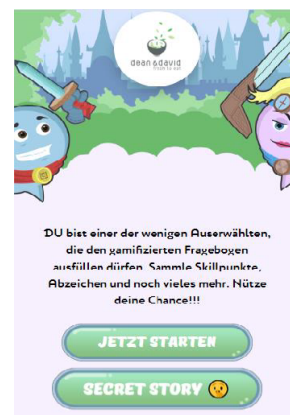 dean&david
fresh to eat
DU bist einer der wenigen Auserwählten,
die den gamifizierten Fragebogen
ausfüllen dürfen. Sammle Skillpunkte,
Abzeichen und noch vieles mehr. Nütze
deine Chance!!!
JETZT STARTEN
SECRET STORY 🤫